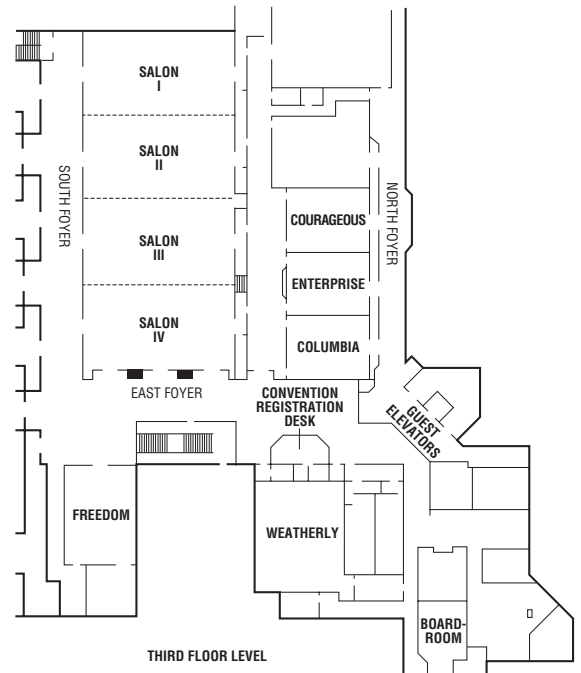 SALON
I
SALON
II
SOUTH FOYER
NORTH FOYER
COURAGEOUS
SALON
III
ENTERPRISE
SALON
IV
COLUMBIA
EAST FOYER
CONVENTION
REGISTRATION
DESK
GUEST
ELEVATORS
FREEDOM
WEATHERLY
BOARD-
ROOM
THIRD FLOOR LEVEL